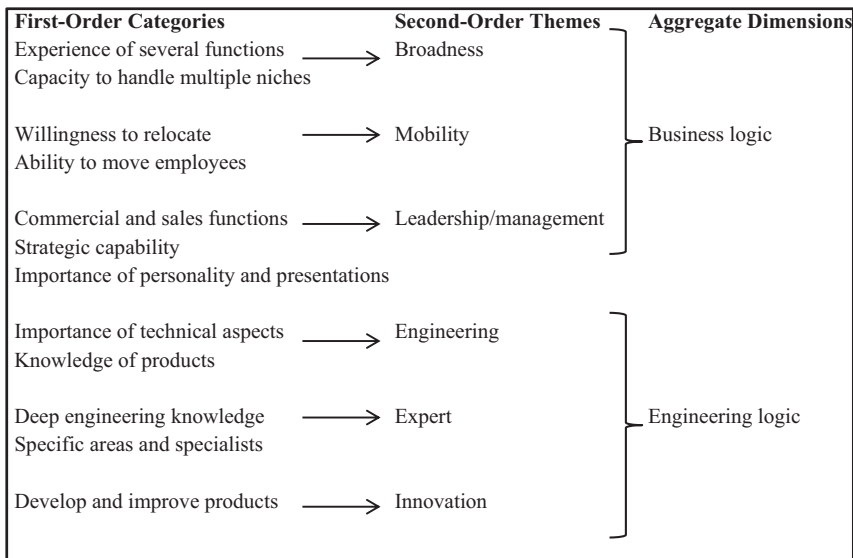 First-Order Categories Second-Order Themes Aggregate Dimensions
Experience of several functions Broadness
Capacity to handle multiple niches
Willingness to relocate Mobility Business logic
Ability to move employees
Commercial and sales functions Leadership/management
Strategic capability
Importance of personality and presentations
Importance of technical aspects Engineering
Knowledge of products
Deep engineering knowledge Expert Engineering logic
Specific areas and specialists
Develop and improve products Innovation